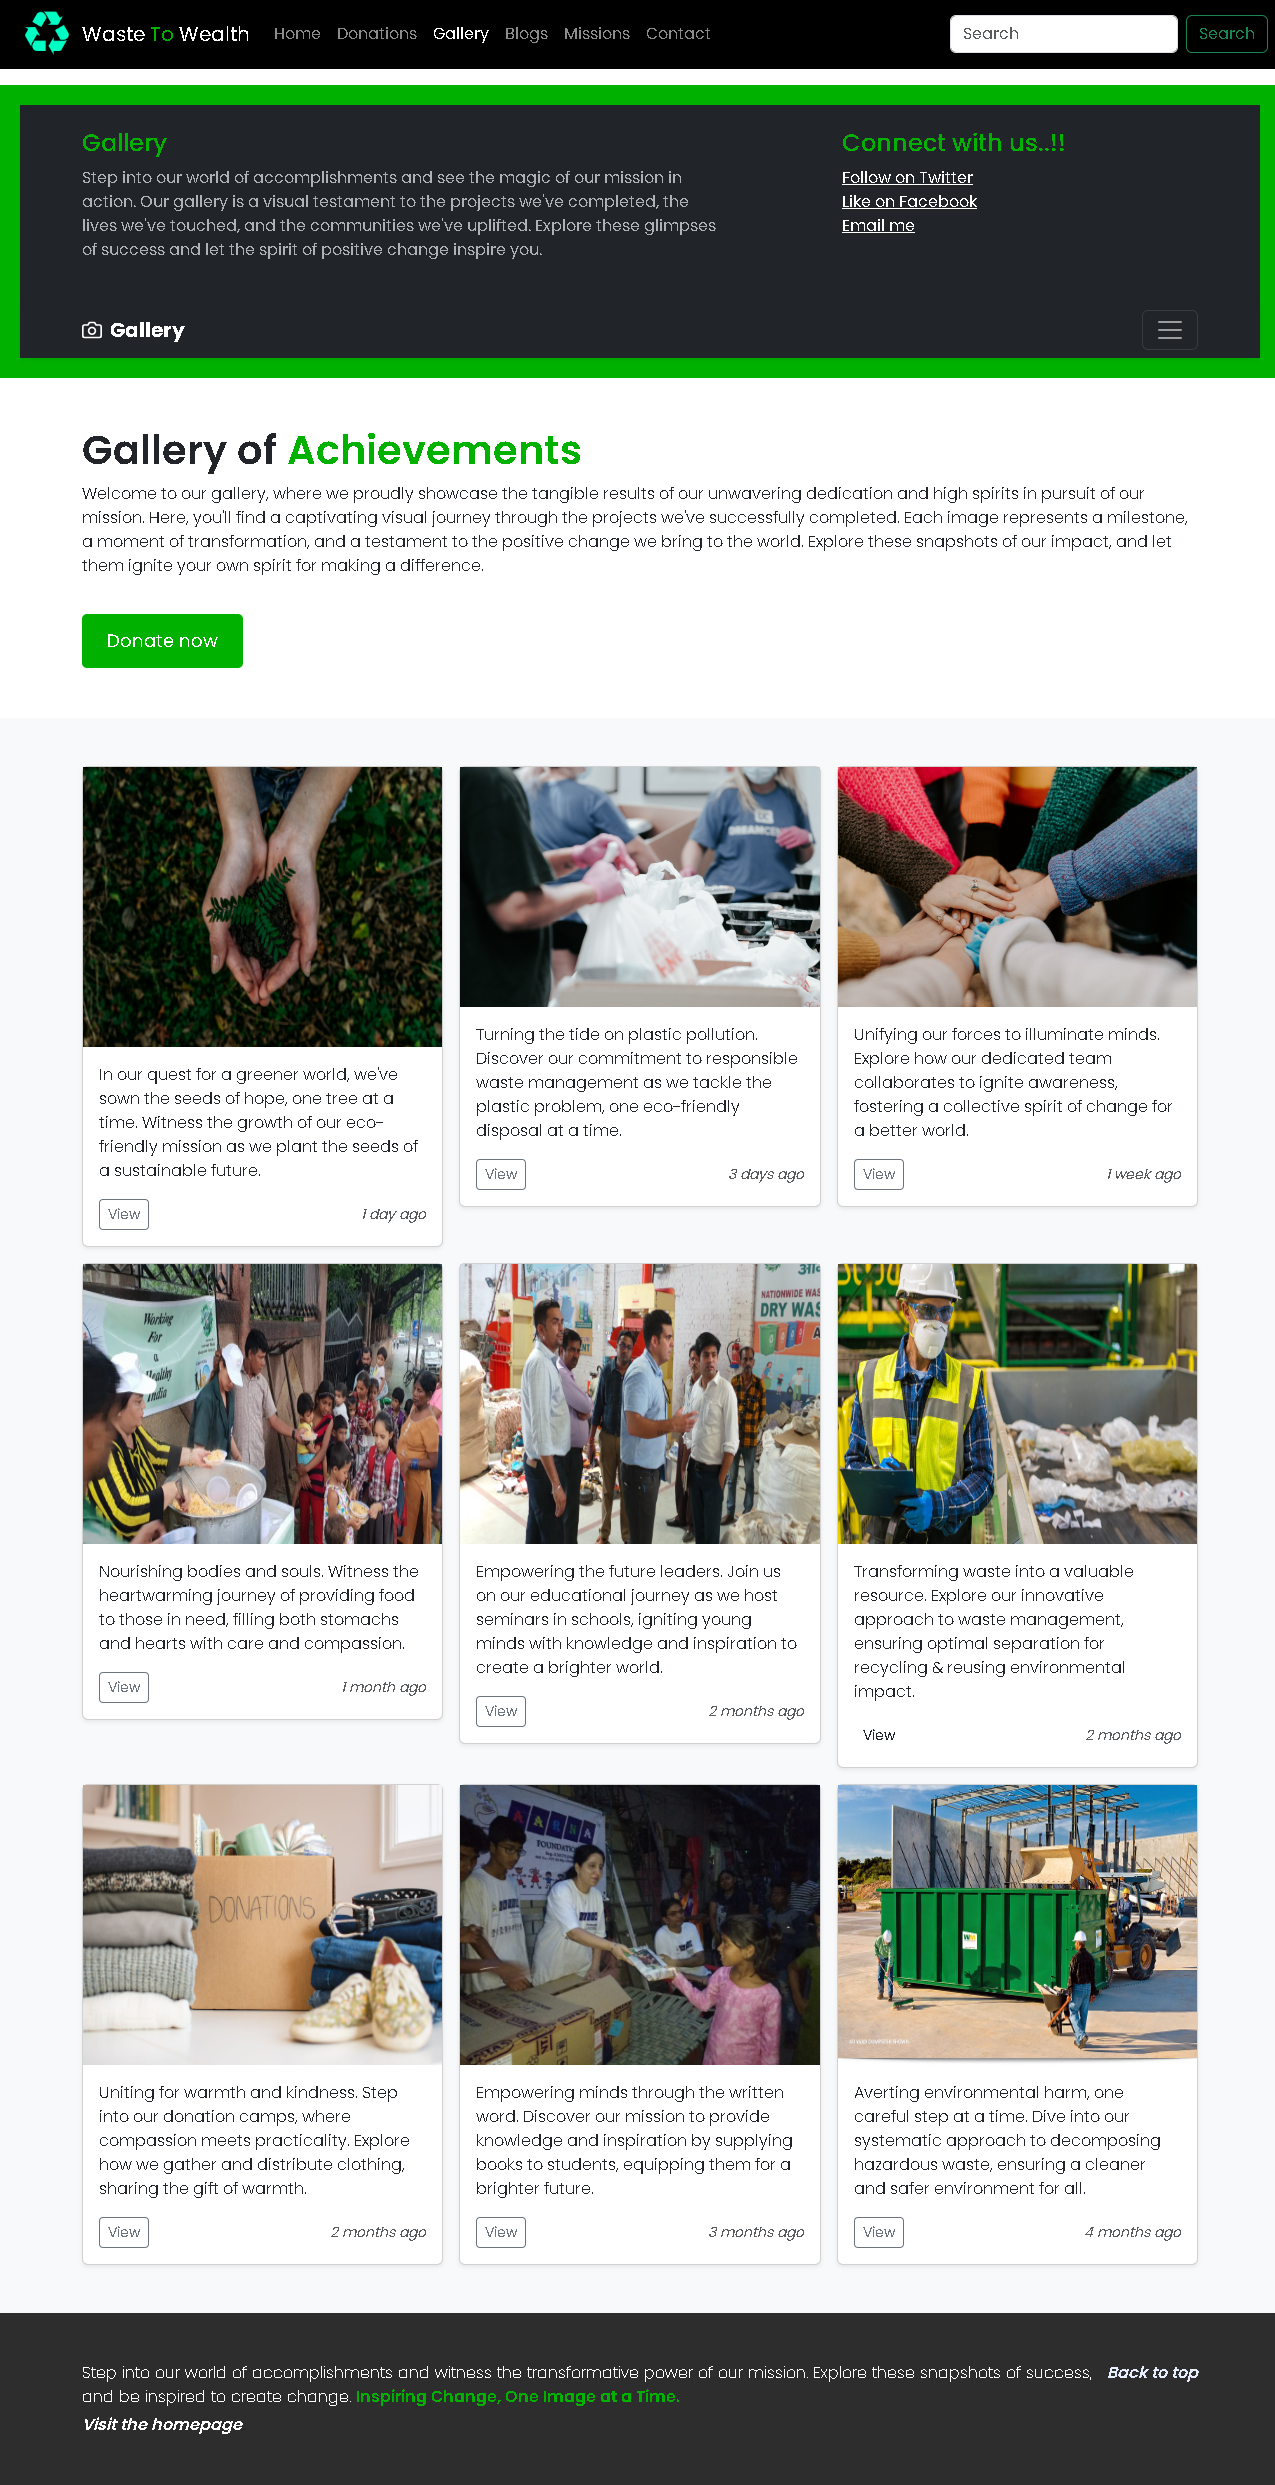 Waste To Wealth Home Donations Gallery Blogs Missions Contact Search Search
Gallery
Step into our world of accomplishments and see the magic of our mission in
action. Our gallery is a visual testament to the projects we've completed, the
lives we've touched, and the communities we've uplifted. Explore these glimpses
of success and let the spirit of positive change inspire you.
Connect with us..!!
Follow on Twitter
Like on Facebook
Email me
Gallery
Gallery of Achievements
Welcome to our gallery, where we proudly showcase the tangible results of our unwavering dedication and high spirits in pursuit of our
mission. Here, you'll find a captivating visual journey through the projects we've successfully completed. Each image represents a milestone,
a moment of transformation, and a testament to the positive change we bring to the world. Explore these snapshots of our impact, and let
them ignite your own spirit for making a difference.
Donate now
In our quest for a greener world, we've
sown the seeds of hope, one tree at a
time. Witness the growth of our eco-
friendly mission as we plant the seeds of
a sustainable future.
View 1 day ago
Turning the tide on plastic pollution.
Discover our commitment to responsible
waste management as we tackle the
plastic problem, one eco-friendly
disposal at a time.
View 3 days ago
Unifying our forces to illuminate minds.
Explore how our dedicated team
collaborates to ignite awareness,
fostering a collective spirit of change for
a better world.
View 1 week ago
Working
For
a
Healthy
India
Nourishing bodies and souls. Witness the
heartwarming journey of providing food
to those in need, filling both stomachs
and hearts with care and compassion.
View 1 month ago
NATIONWIDE WAS
DRY WAS
Empowering the future leaders. Join us
on our educational journey as we host
seminars in schools, igniting young
minds with knowledge and inspiration to
create a brighter world.
View 2 months ago
Transforming waste into a valuable
resource. Explore our innovative
approach to waste management,
ensuring optimal separation for
recycling & reusing environmental
impact.
View 2 months ago
DONATIONS
Uniting for warmth and kindness. Step
into our donation camps, where
compassion meets practicality. Explore
how we gather and distribute clothing,
sharing the gift of warmth.
View 2 months ago
FOUNDATION
Empowering minds through the written
word. Discover our mission to provide
knowledge and inspiration by supplying
books to students, equipping them for a
brighter future.
View 3 months ago
Averting environmental harm, one
careful step at a time. Dive into our
systematic approach to decomposing
hazardous waste, ensuring a cleaner
and safer environment for all.
View 4 months ago
Step into our world of accomplishments and witness the transformative power of our mission. Explore these snapshots of success, Back to top
and be inspired to create change. Inspiring Change, One Image at a Time.
Visit the homepage